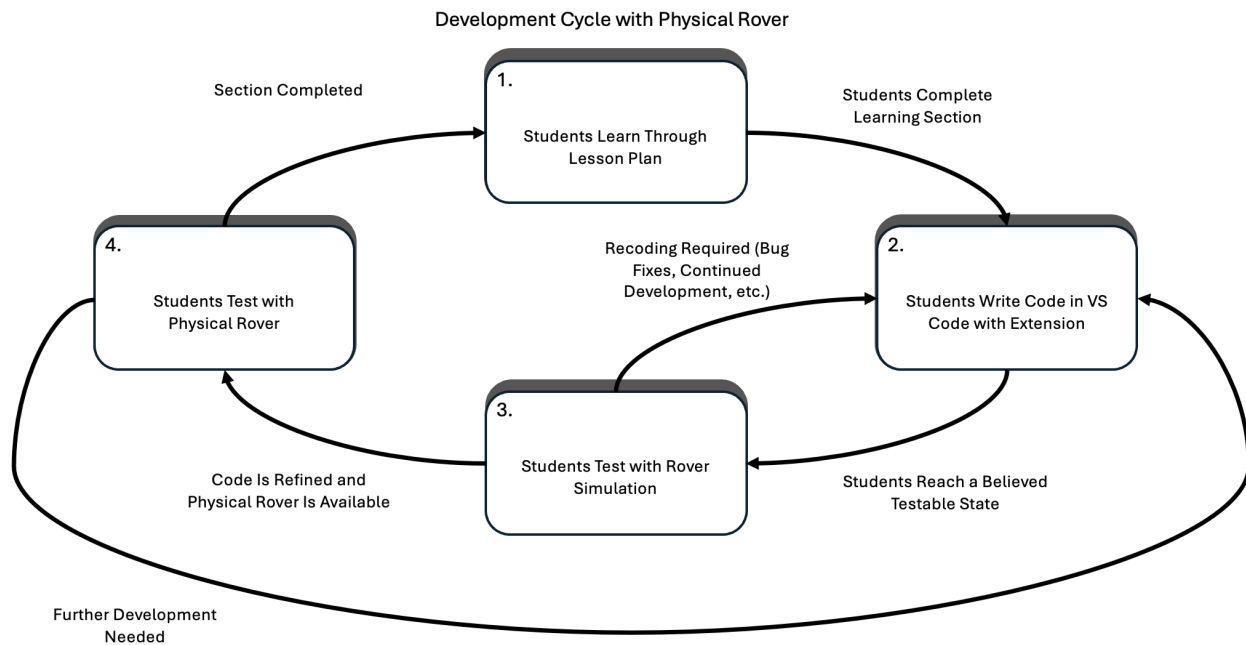 Development Cycle with Physical Rover
Section Completed
1.
Students Learn Through
Lesson Plan
Students Complete
Learning Section
4.
Students Test with
Physical Rover
Recoding Required (Bug
Fixes, Continued
Development, etc.)
2.
Students Write Code in VS
Code with Extension
3.
Students Test with Rover
Simulation
Code Is Refined and
Physical Rover Is Available
Students Reach a Believed
Testable State
Further Development
Needed